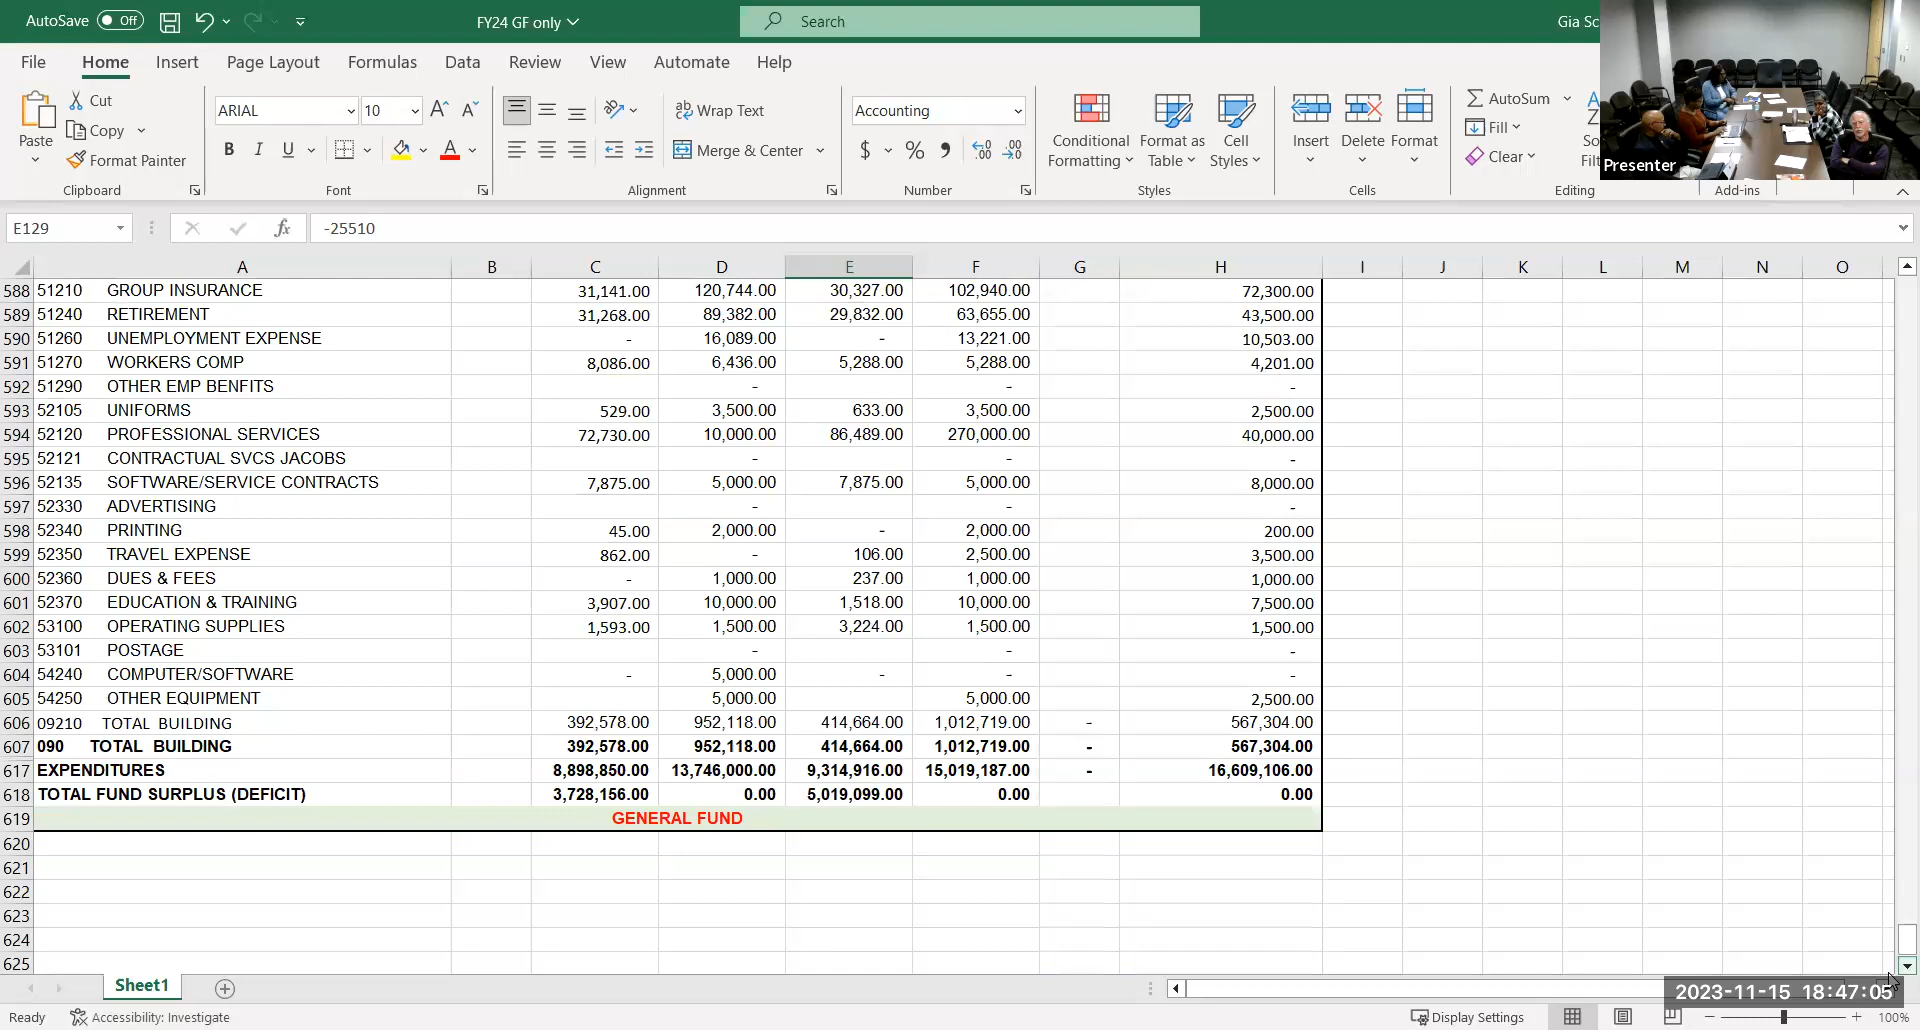 AutoSave Off FY24 GF only Search Gia Sc
File Home Insert Page Layout Formulas Data Review View Automate Help
Paste Cut Copy Format Painter Clipboard
ARIAL 10 B I U A Font
Wrap Text Merge & Center Alignment
Accounting $ % Number
Conditional Formatting Format as Table Cell Styles Styles
Insert Delete Format Cells
AutoSum Fill Clear Editing
Presenter
Add-ins
E129 fx -25510
A B C D E F G H I J K L M N O
588 51210 GROUP INSURANCE 31,141.00 120,744.00 30,327.00 102,940.00 72,300.00
589 51240 RETIREMENT 31,268.00 89,382.00 29,832.00 63,655.00 43,500.00
590 51260 UNEMPLOYMENT EXPENSE - 16,089.00 - 13,221.00 10,503.00
591 51270 WORKERS COMP 8,086.00 6,436.00 5,288.00 5,288.00 4,201.00
592 51290 OTHER EMP BENFITS - - -
593 52105 UNIFORMS 529.00 3,500.00 633.00 3,500.00 2,500.00
594 52120 PROFESSIONAL SERVICES 72,730.00 10,000.00 86,489.00 270,000.00 40,000.00
595 52121 CONTRACTUAL SVCS JACOBS - - -
596 52135 SOFTWARE/SERVICE CONTRACTS 7,875.00 5,000.00 7,875.00 5,000.00 8,000.00
597 52330 ADVERTISING - - -
598 52340 PRINTING 45.00 2,000.00 - 2,000.00 200.00
599 52350 TRAVEL EXPENSE 862.00 - 106.00 2,500.00 3,500.00
600 52360 DUES & FEES - 1,000.00 237.00 1,000.00 1,000.00
601 52370 EDUCATION & TRAINING 3,907.00 10,000.00 1,518.00 10,000.00 7,500.00
602 53100 OPERATING SUPPLIES 1,593.00 1,500.00 3,224.00 1,500.00 1,500.00
603 53101 POSTAGE - - -
604 54240 COMPUTER/SOFTWARE - 5,000.00 - - -
605 54250 OTHER EQUIPMENT 5,000.00 5,000.00 2,500.00
606 09210 TOTAL BUILDING 392,578.00 952,118.00 414,664.00 1,012,719.00 - 567,304.00
607 090 TOTAL BUILDING 392,578.00 952,118.00 414,664.00 1,012,719.00 - 567,304.00
617 EXPENDITURES 8,898,850.00 13,746,000.00 9,314,916.00 15,019,187.00 - 16,609,106.00
618 TOTAL FUND SURPLUS (DEFICIT) 3,728,156.00 0.00 5,019,099.00 0.00 0.00
619 GENERAL FUND
620
621
622
623
624
625
Sheet1
2023-11-15 18:47:05
Ready Accessibility: Investigate Display Settings 100%